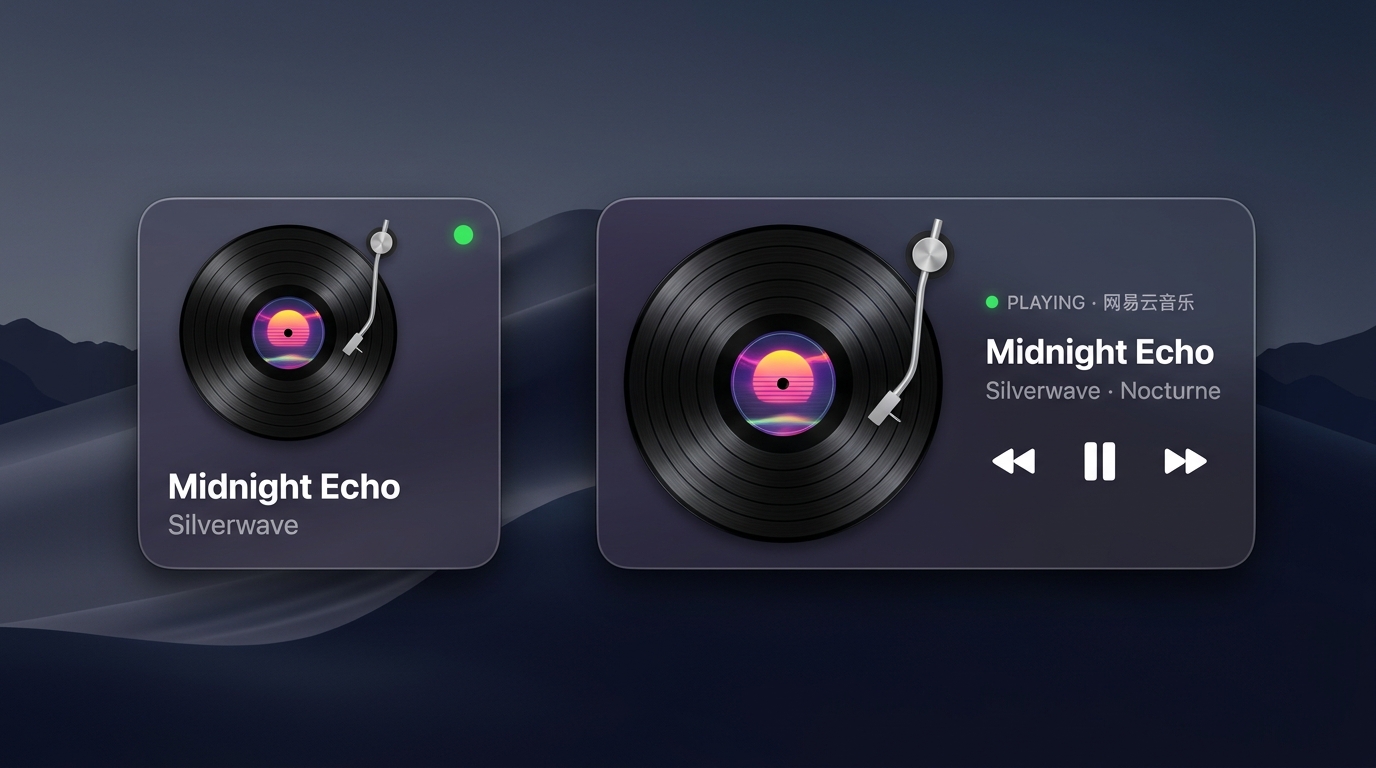 Midnight Echo
Silverwave
PLAYING · 网易云音乐
Midnight Echo
Silverwave · Nocturne